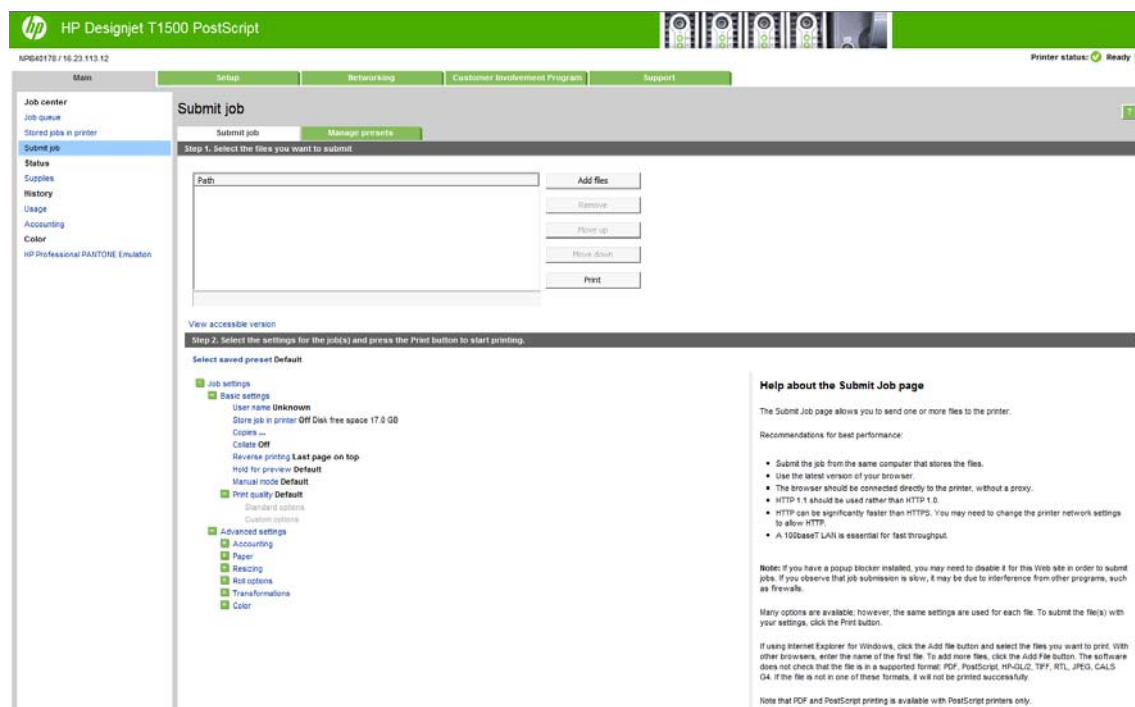 hp HP Designjet T1500 PostScript
NPIB40178 / 16.23.113.12
Printer status: Ready
Main Setup Networking Customer Involvement Program Support
Job center
Job queue
Stored jobs in printer
Submit job
Status
Supplies
History
Usage
Accounting
Color
HP Professional PANTONE Emulation
Submit job
?
Submit job Manage presets
Step 1. Select the files you want to submit
Path
Add files
Remove
Move up
Move down
Print
View accessible version
Step 2. Select the settings for the job(s) and press the Print button to start printing.
Select saved preset Default
Job settings
Basic settings
User name Unknown
Store job in printer Off Disk free space 17.0 GB
Copies ...
Collate Off
Reverse printing Last page on top
Hold for preview Default
Manual mode Default
Print quality Default
Standard options
Custom options
Advanced settings
Accounting
Paper
Resizing
Roll options
Transformations
Color
Help about the Submit Job page
The Submit Job page allows you to send one or more files to the printer.
Recommendations for best performance:
• Submit the job from the same computer that stores the files.
• Use the latest version of your browser.
• The browser should be connected directly to the printer, without a proxy.
• HTTP 1.1 should be used rather than HTTP 1.0.
• HTTP can be significantly faster than HTTPS. You may need to change the printer network settings
to allow HTTP.
• A 100baseT LAN is essential for fast throughput.
Note: If you have a popup blocker installed, you may need to disable it for this Web site in order to submit
jobs. If you observe that job submission is slow, it may be due to interference from other programs, such
as firewalls.
Many options are available; however, the same settings are used for each file. To submit the file(s) with
your settings, click the Print button.
If using Internet Explorer for Windows, click the Add file button and select the files you want to print. With
other browsers, enter the name of the first file. To add more files, click the Add File button. The software
does not check that the file is in a supported format: PDF, PostScript, HP-GL/2, TIFF, RTL, JPEG, CALS
G4. If the file is not in one of these formats, it will not be printed successfully.
Note that PDF and PostScript printing is available with PostScript printers only.